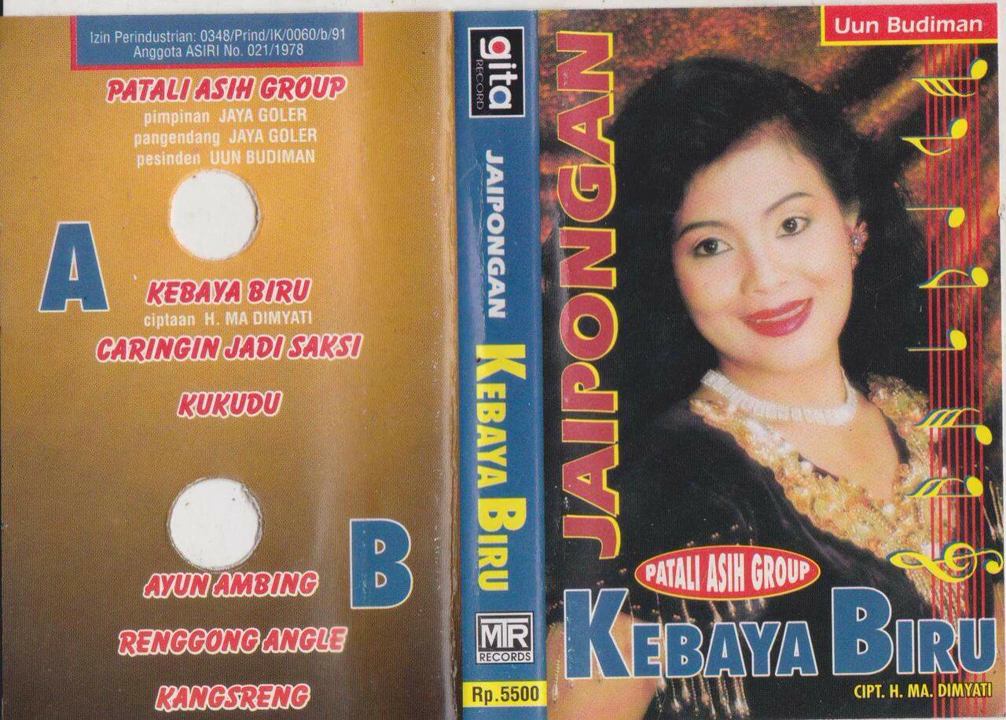 Izin Perindustrian: 0348/Prind/IK/0060/b/91
Anggota ASIRI No. 021/1978
PATALI ASIH GROUP
pimpinan JAYA GOLER
pangendang JAYA GOLER
pesinden UUN BUDIMAN
A
KEBAYA BIRU
ciptaan H. MA DIMYATI
CARINGIN JADI SAKSI
KUKUDU
B
AYUN AMBING
RENGGONG ANGLE
KANGSRENG
gita
RECORD
JAIPONGAN
KEBAYA BIRU
MTR
RECORDS
Rp.5500
Uun Budiman
JAIPONGAN
PATALI ASIH GROUP
KEBAYA BIRU
CIPT. H. MA. DIMYATI